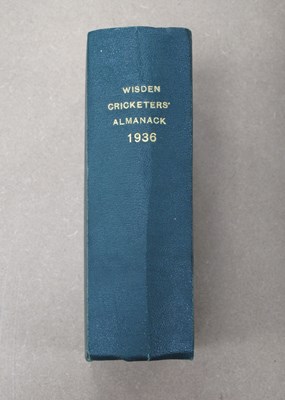 WISDEN
CRICKETERS'
ALMANACK
1936